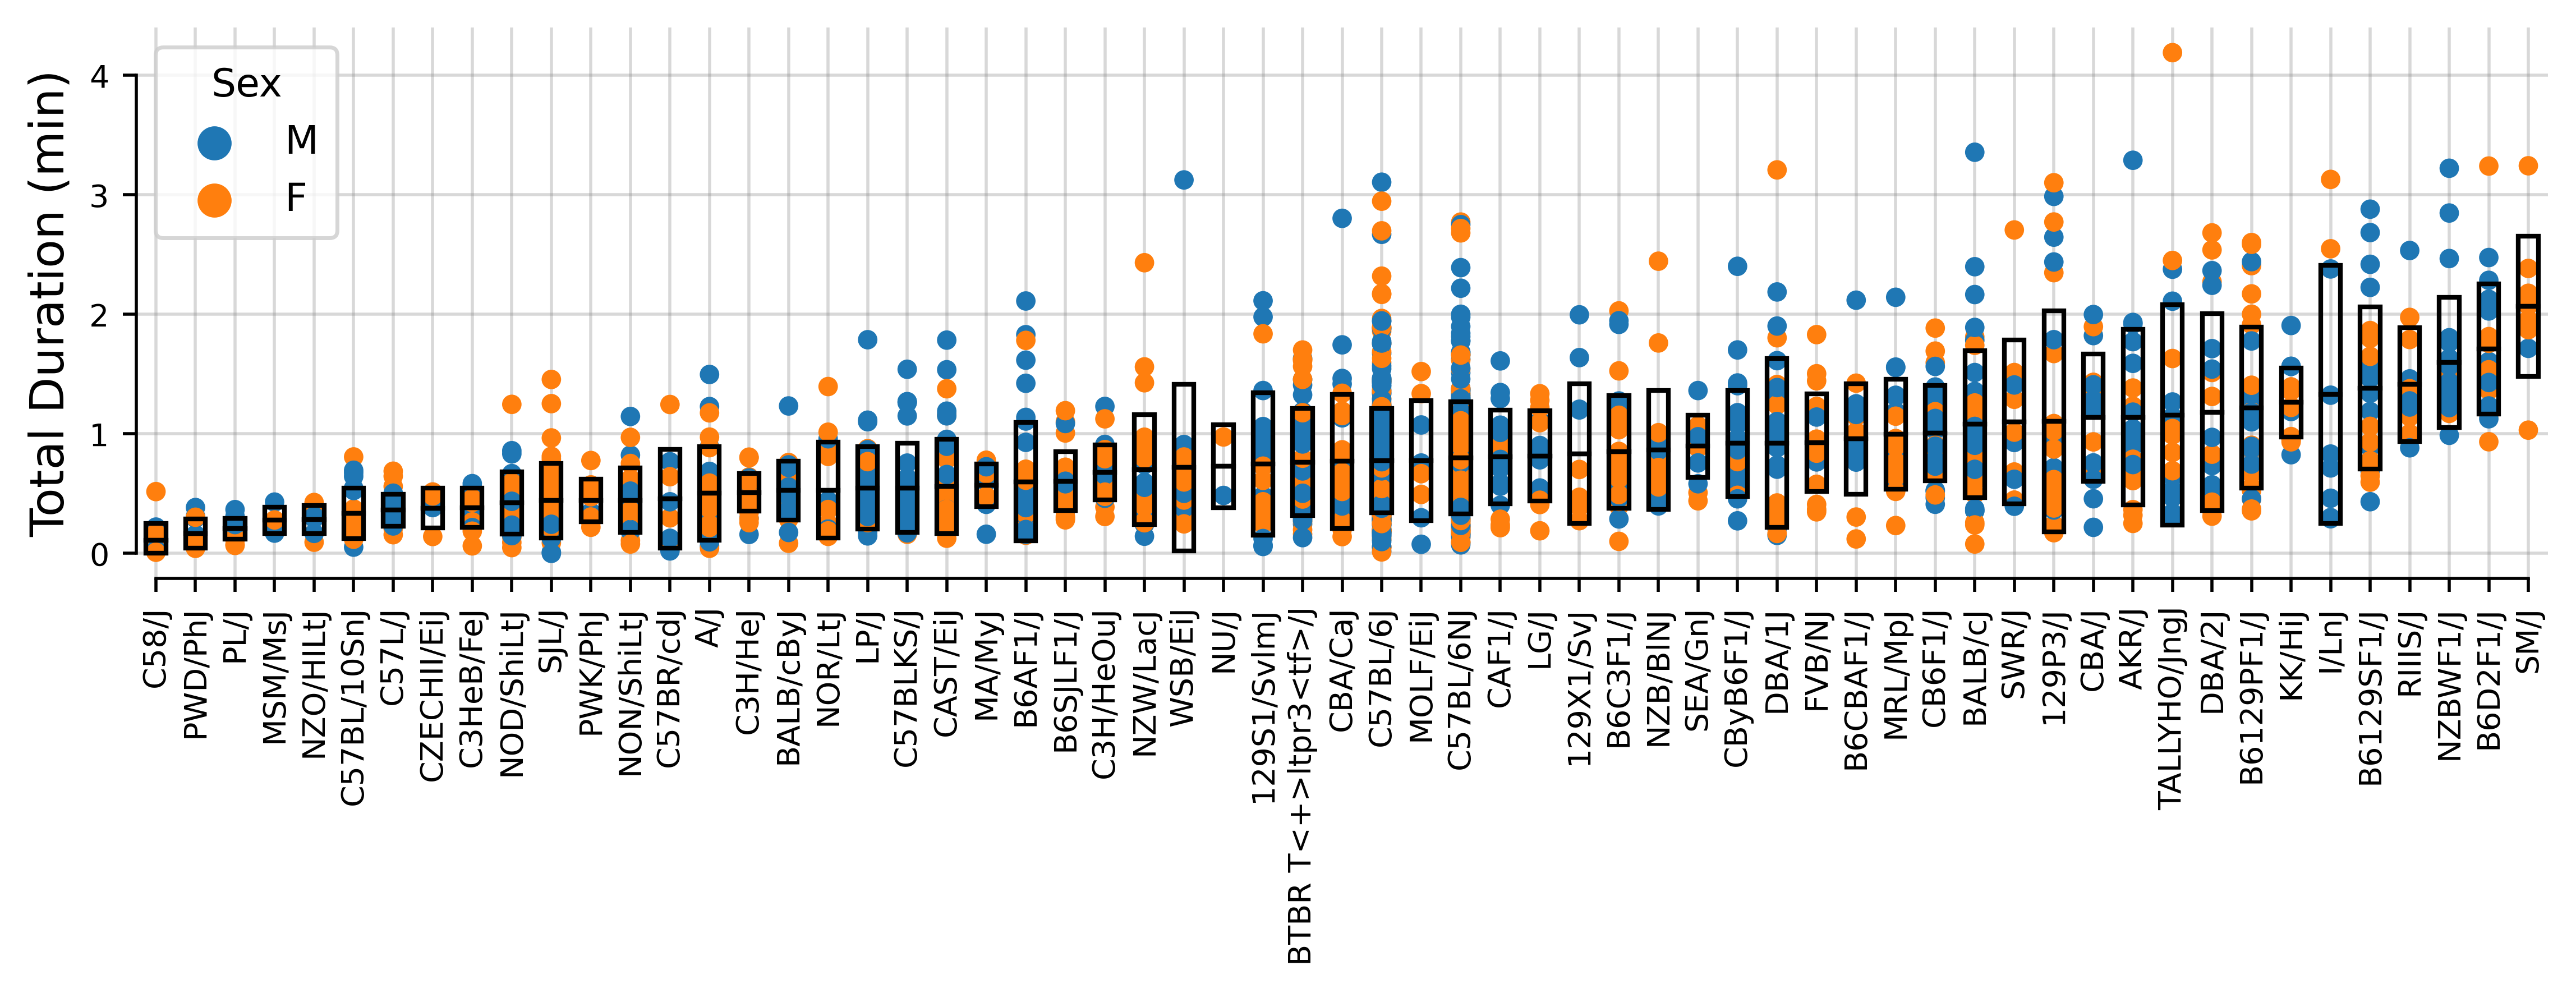 Total Duration (min)
4
3
2
1
0
Sex
M
F
C58/J
PWD/PhJ
PL/J
MSM/MsJ
NZO/HILtJ
C57BL/10SnJ
C57L/J
CZECHII/EiJ
C3HeB/FeJ
NOD/ShiLtJ
SJL/J
PWK/PhJ
NON/ShiLtJ
C57BR/cdJ
A/J
C3H/HeJ
BALB/cByJ
NOR/LtJ
LP/J
C57BLKS/J
CAST/EiJ
MA/MyJ
B6AF1/J
B6SJLF1/J
C3H/HeOuJ
NZW/LacJ
WSB/EiJ
NU/J
129S1/SvImJ
BTBR T<+>ltpr3<tf>/J
CBA/CaJ
C57BL/6J
MOLF/EiJ
C57BL/6NJ
CAF1/J
LG/J
129X1/SvJ
B6C3F1/J
NZB/BINJ
SEA/GnJ
CByB6F1/J
DBA/1J
FVB/NJ
B6CBAF1/J
MRL/MpJ
CB6F1/J
BALB/cJ
SWR/J
129P3/J
CBA/J
AKR/J
TALLYHO/JngJ
DBA/2J
B6129PF1/J
KK/HiJ
I/LnJ
B6129SF1/J
RIIIS/J
NZBWF1/J
B6D2F1/J
SM/J